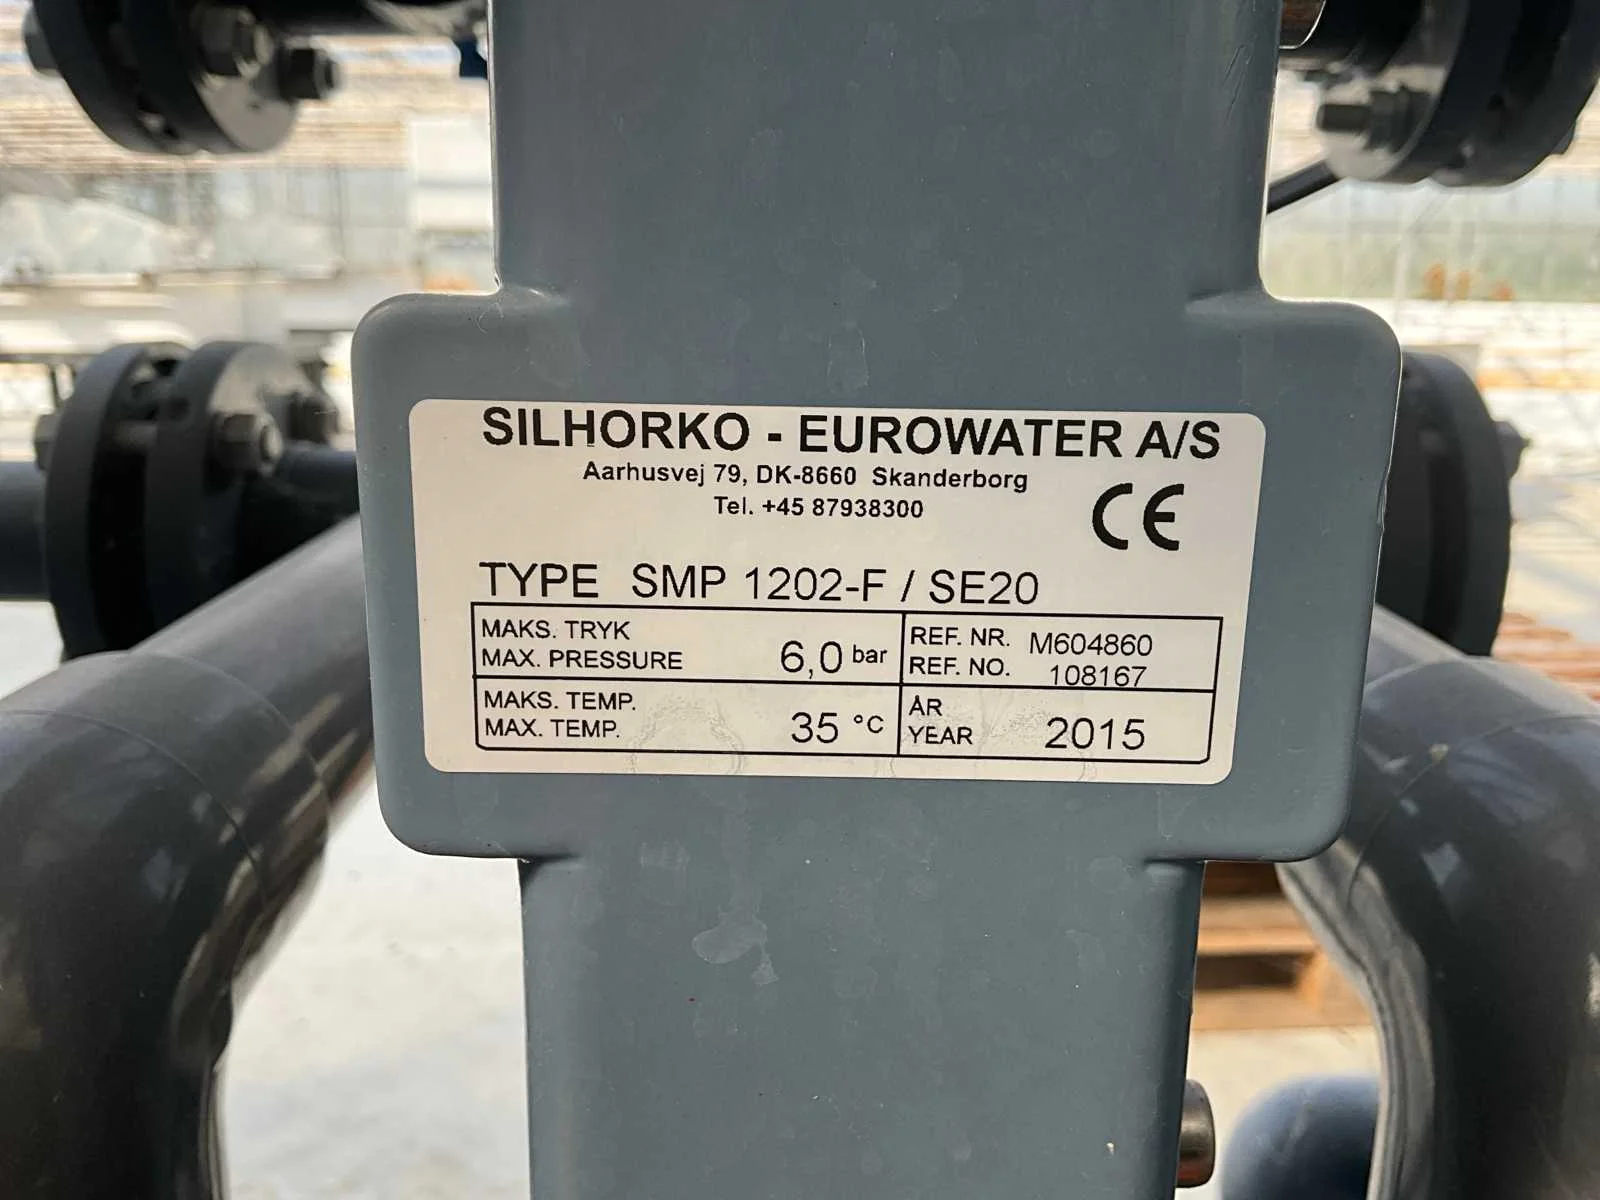 SILHORKO - EUROWATER A/S
Aarhusvej 79, DK-8660 Skanderborg
Tel. +45 87938300
CE
TYPE SMP 1202-F / SE20
MAKS. TRYK
MAX. PRESSURE 6,0 bar
REF. NR. M604860
REF. NO. 108167
MAKS. TEMP.
MAX. TEMP. 35 °C
ÅR
YEAR 2015